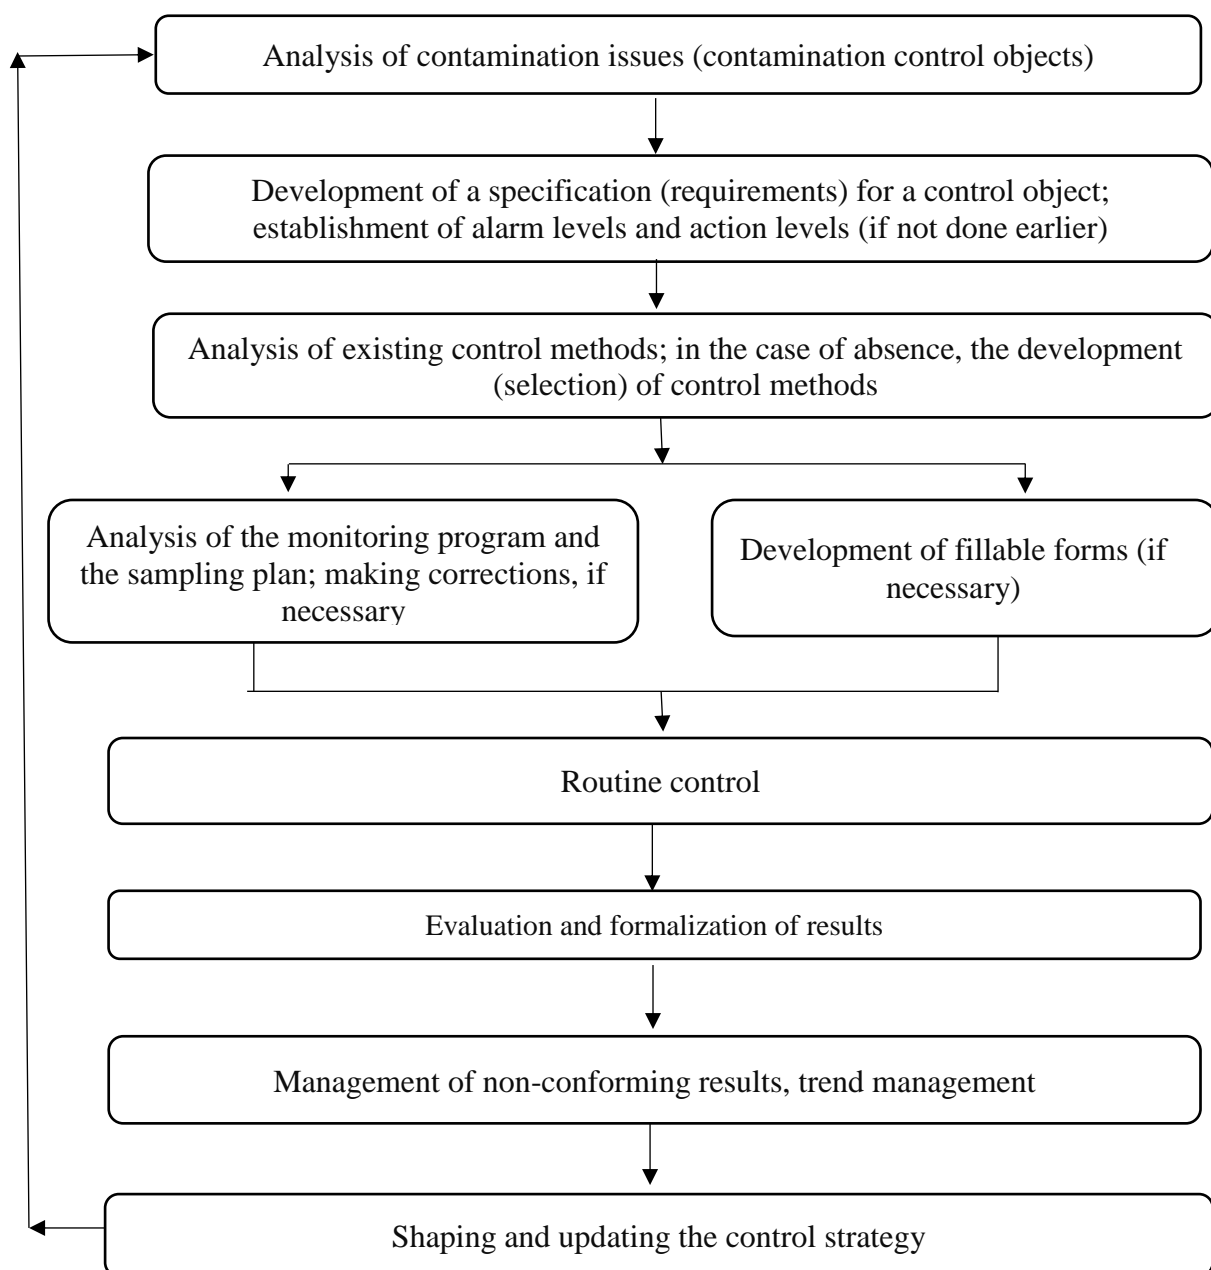 Analysis of contamination issues (contamination control objects)
Development of a specification (requirements) for a control object;
establishment of alarm levels and action levels (if not done earlier)
Analysis of existing control methods; in the case of absence, the development
(selection) of control methods
Analysis of the monitoring program and
the sampling plan; making corrections, if
necessary
Development of fillable forms (if
necessary)
Routine control
Evaluation and formalization of results
Management of non-conforming results, trend management
Shaping and updating the control strategy